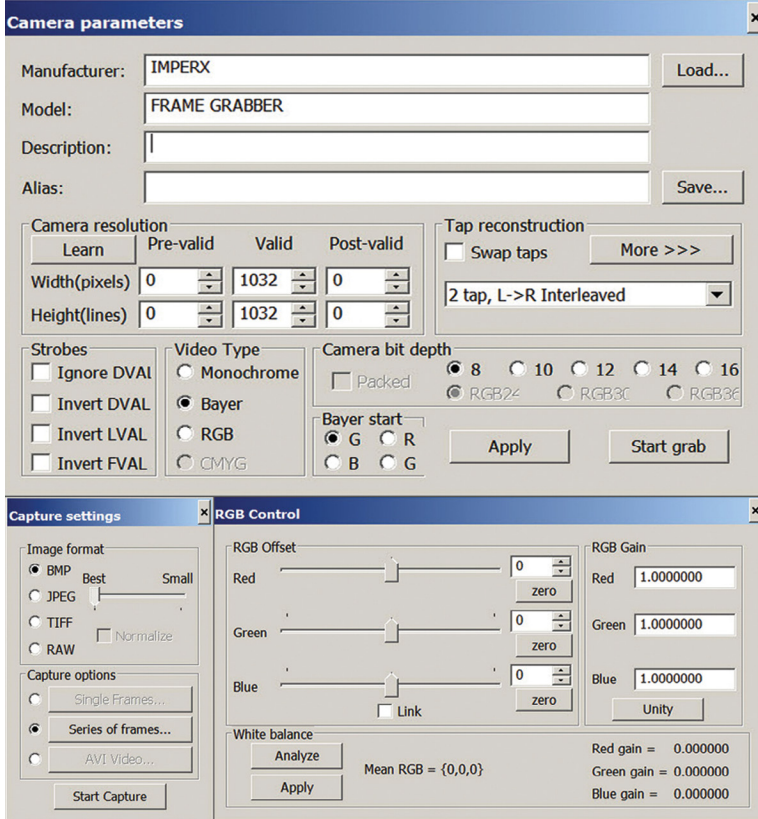 Camera parameters ×
Manufacturer: IMPERX Load...
Model: FRAME GRABBER
Description:
Alias: Save...
Camera resolution Tap reconstruction
Learn Pre-valid Valid Post-valid Swap taps More >>>
Width(pixels) 0 1032 0
2 tap, L->R Interleaved
Height(lines) 0 1032 0
Strobes Video Type Camera bit depth
Ignore DVAL Monochrome Packed 8 10 12 14 16
RGB24 RGB30 RGB36
Invert DVAL Bayer
Bayer start
Invert LVAL RGB G R Apply Start grab
Invert FVAL CMYG B G
Capture settings ×
Image format
BMP Best Small
JPEG
TIFF
Normalize
RAW
Capture options
Single Frames...
Series of frames...
AVI Video...
Start Capture
RGB Control ×
RGB Offset RGB Gain
Red 0 Red 1.0000000
zero
Green 0 Green 1.0000000
zero
Blue 0 Blue 1.0000000
zero
Link Unity
White balance
Analyze Red gain = 0.000000
Mean RGB = {0,0,0} Green gain = 0.000000
Apply Blue gain = 0.000000